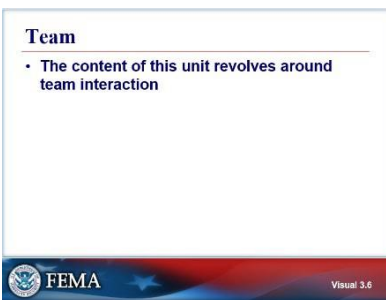 Team
• The content of this unit revolves around
team interaction
FEMA
Visual 3.6